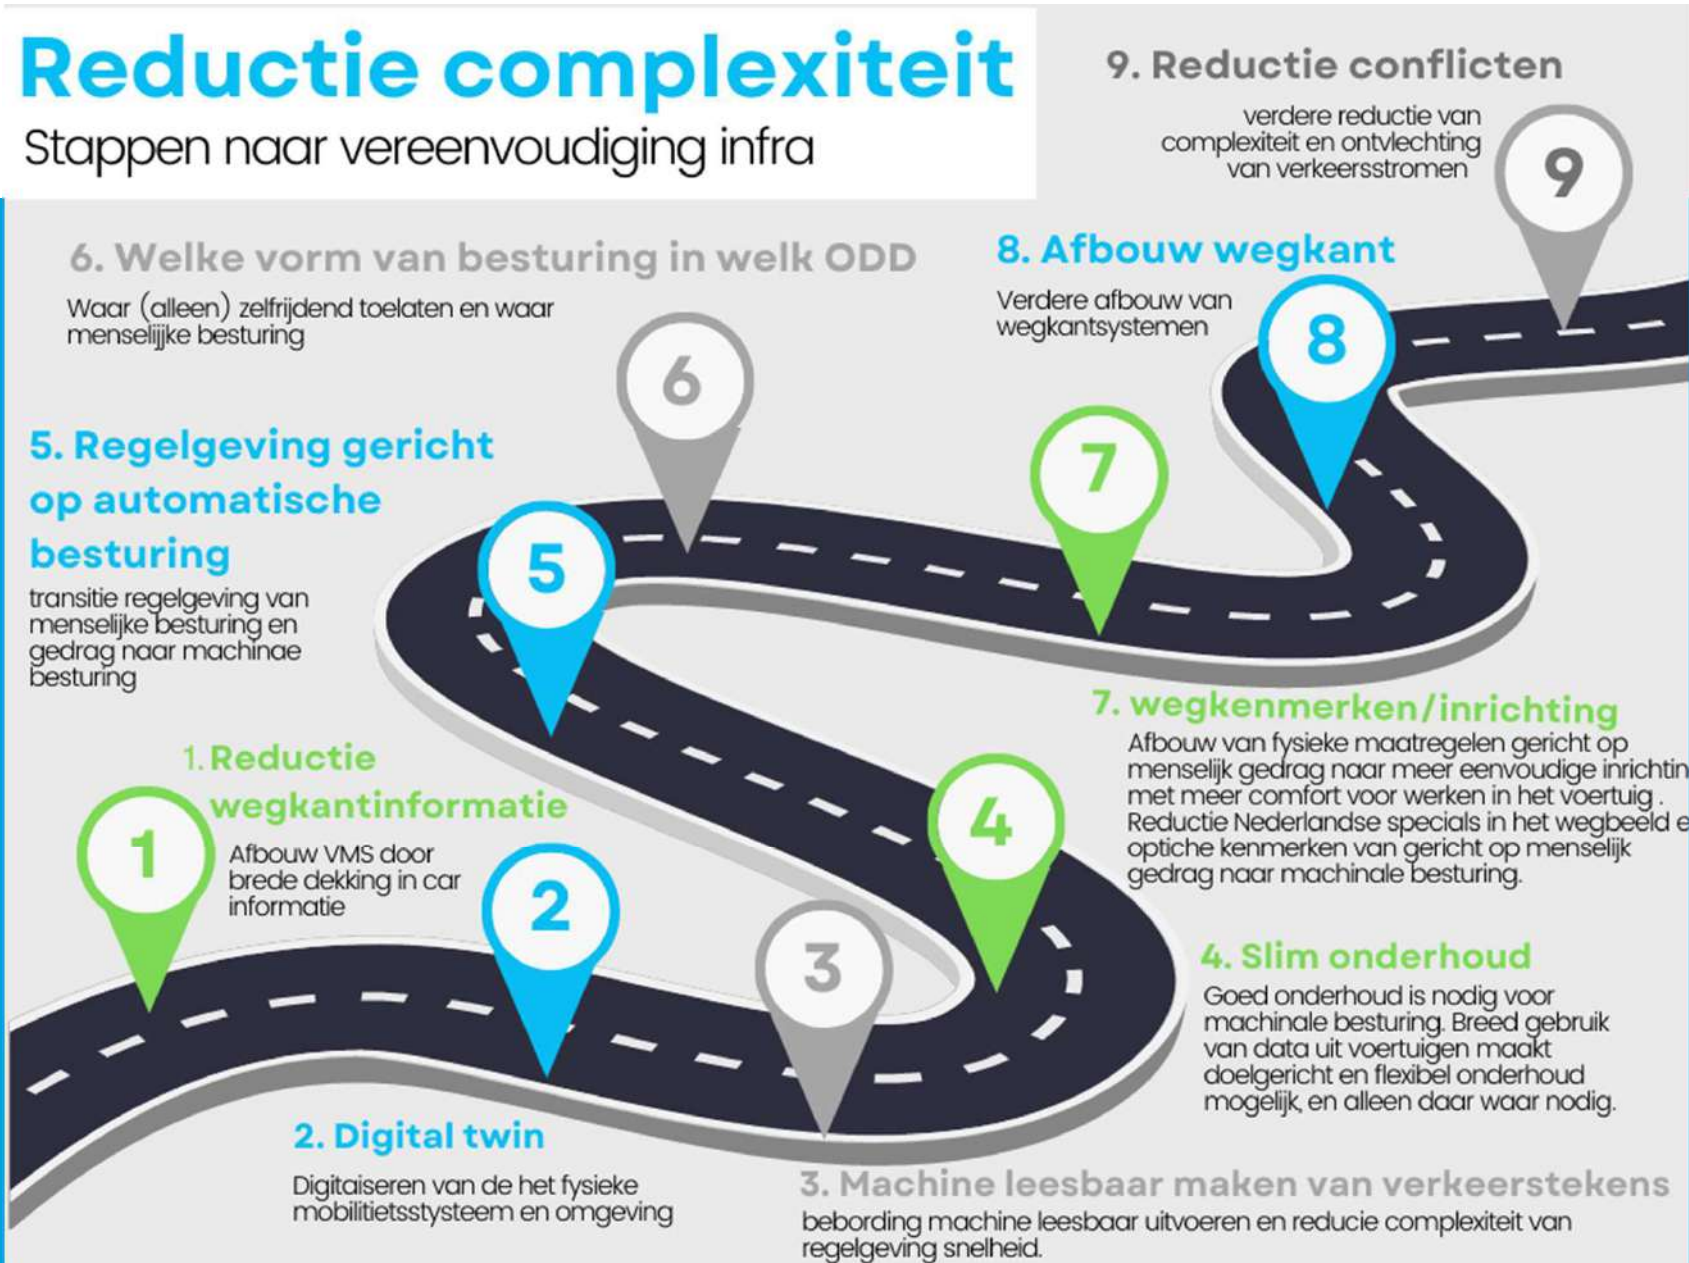 Reductie complexiteit
Stappen naar vereenvoudiging infra
9. Reductie conflicten
verdere reductie van
complexiteit en ontvlechting
van verkeersstromen
9
6. Welke vorm van besturing in welk ODD
Waar (alleen) zelfrijdend toelaten en waar
menselijjke besturing
6
8. Afbouw wegkant
Verdere afbouw van
wegkantsystemen
8
5. Regelgeving gericht
op automatische
besturing
transitie regelgeving van
menselijke besturing en
gedrag naar machinae
besturing
5
7
7. wegkenmerken/inrichting
Afbouw van fysieke maatregelen gericht op
menselijk gedrag naar meer eenvoudige inrichtin
met meer comfort voor werken in het voertuig .
Reductie Nederlandse specials in het wegbeeld e
optiche kenmerken van gericht op menselijk
gedrag naar machinale besturing.
1. Reductie
wegkantinformatie
Afbouw VMS door
brede dekking in car
informatie
1
2
3
4
4. Slim onderhoud
Goed onderhoud is nodig voor
machinale besturing. Breed gebruik
van data uit voertuigen maakt
doelgericht en flexibel onderhoud
mogelijk, en alleen daar waar nodig.
2. Digital twin
Digitaiseren van de het fysieke
mobilitietsstysteem en omgeving
3. Machine leesbaar maken van verkeerstekens
bebording machine leesbaar uitvoeren en reducie complexiteit van
regelgeving snelheid.